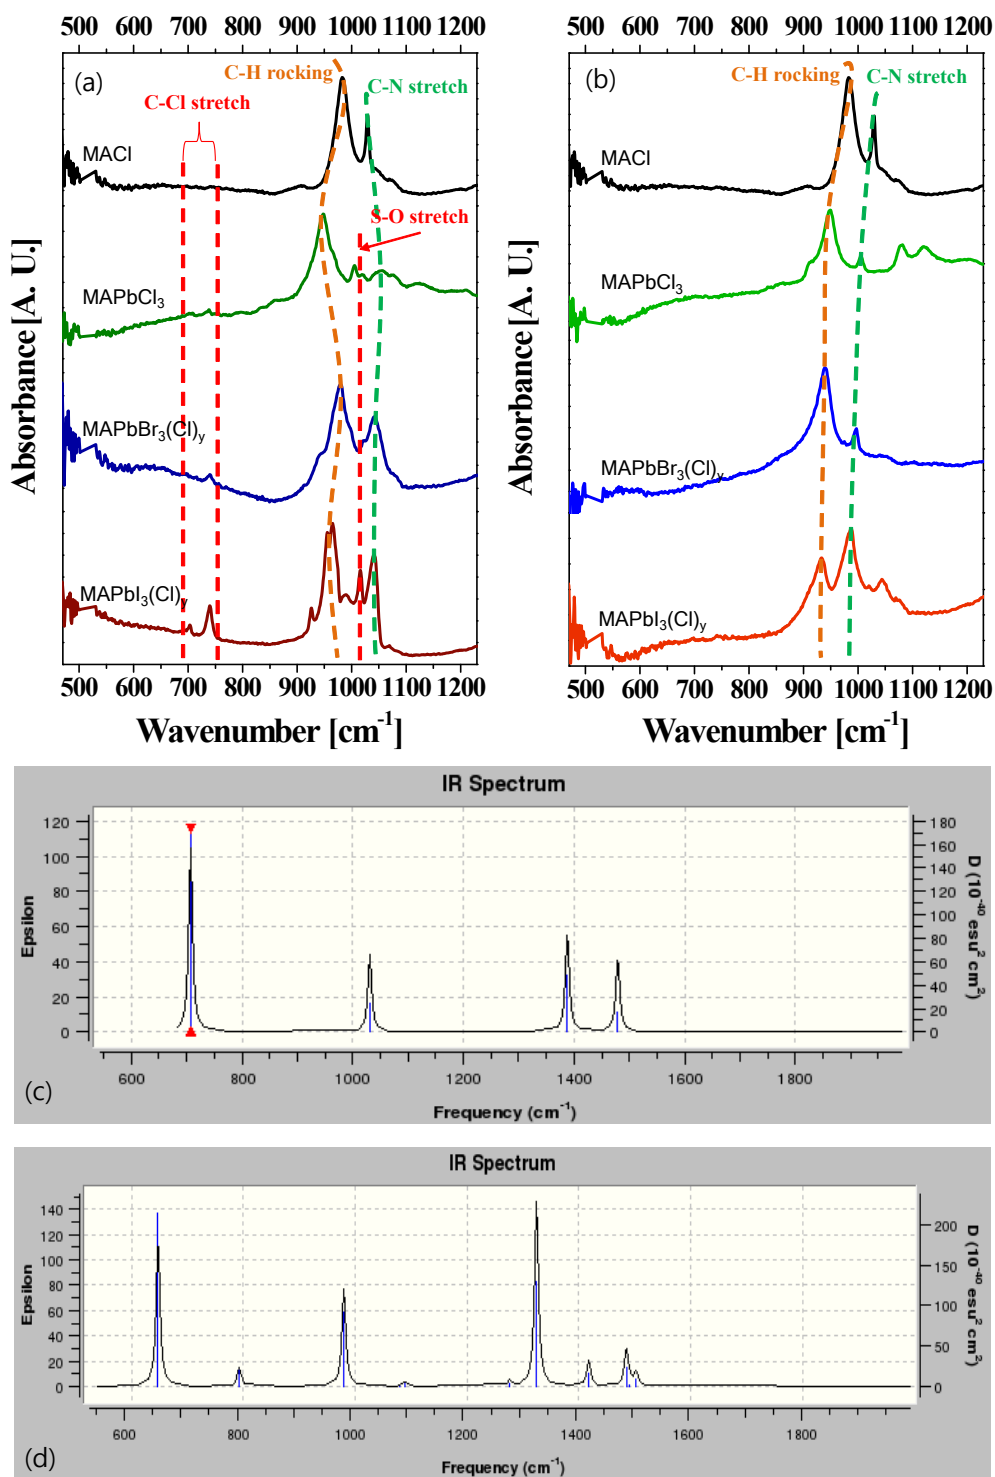 500 600 700 800 900 1000 1100 1200
500 600 700 800 900 1000 1100 1200
(a)
C-H rocking
C-N stretch
C-Cl stretch
MACl
S-O stretch
MAPbCl3
MAPbBr3(Cl)y
MAPbI3(Cl)y
Absorbance [A. U.]
500 600 700 800 900 1000 1100 1200
Wavenumber [cm-1]
(b)
C-H rocking
C-N stretch
MACl
MAPbCl3
MAPbBr3(Cl)y
MAPbI3(Cl)y
Absorbance [A. U.]
500 600 700 800 900 1000 1100 1200
Wavenumber [cm-1]
IR Spectrum
120
100
80
60
40
20
0
Epsilon
180
160
140
120
100
80
60
40
20
0
D (10-40 esu2 cm2)
600 800 1000 1200 1400 1600 1800
Frequency (cm-1)
(c)
IR Spectrum
140
120
100
80
60
40
20
0
Epsilon
200
150
100
50
0
D (10-40 esu2 cm2)
600 800 1000 1200 1400 1600 1800
Frequency (cm-1)
(d)